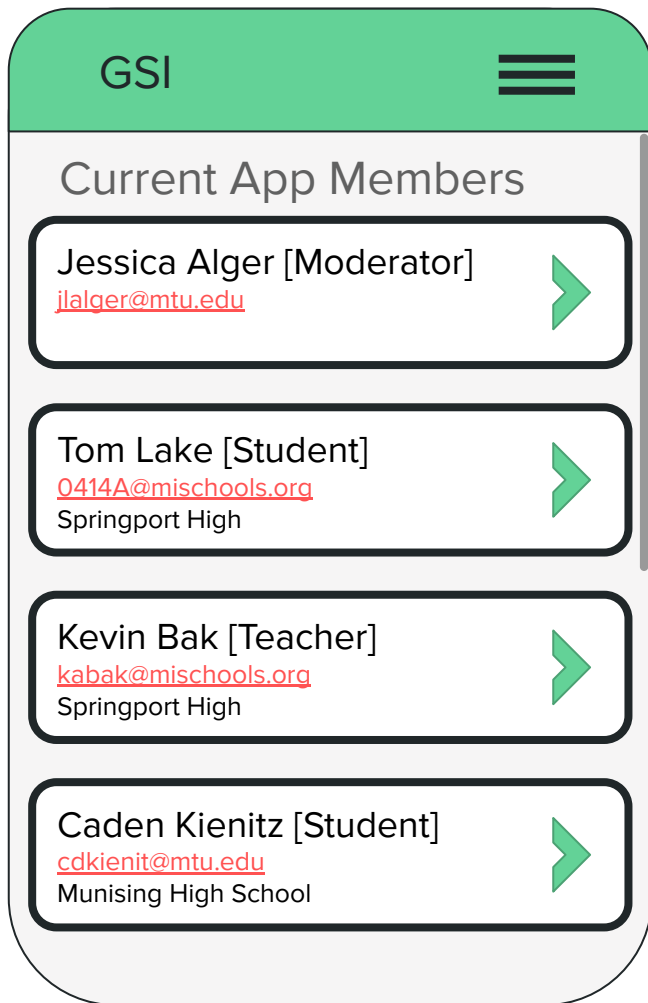 GSI
Current App Members
Jessica Alger [Moderator]
jlalger@mtu.edu
Tom Lake [Student]
0414A@mischools.org
Springport High
Kevin Bak [Teacher]
kabak@mischools.org
Springport High
Caden Kienitz [Student]
cdkienit@mtu.edu
Munising High School